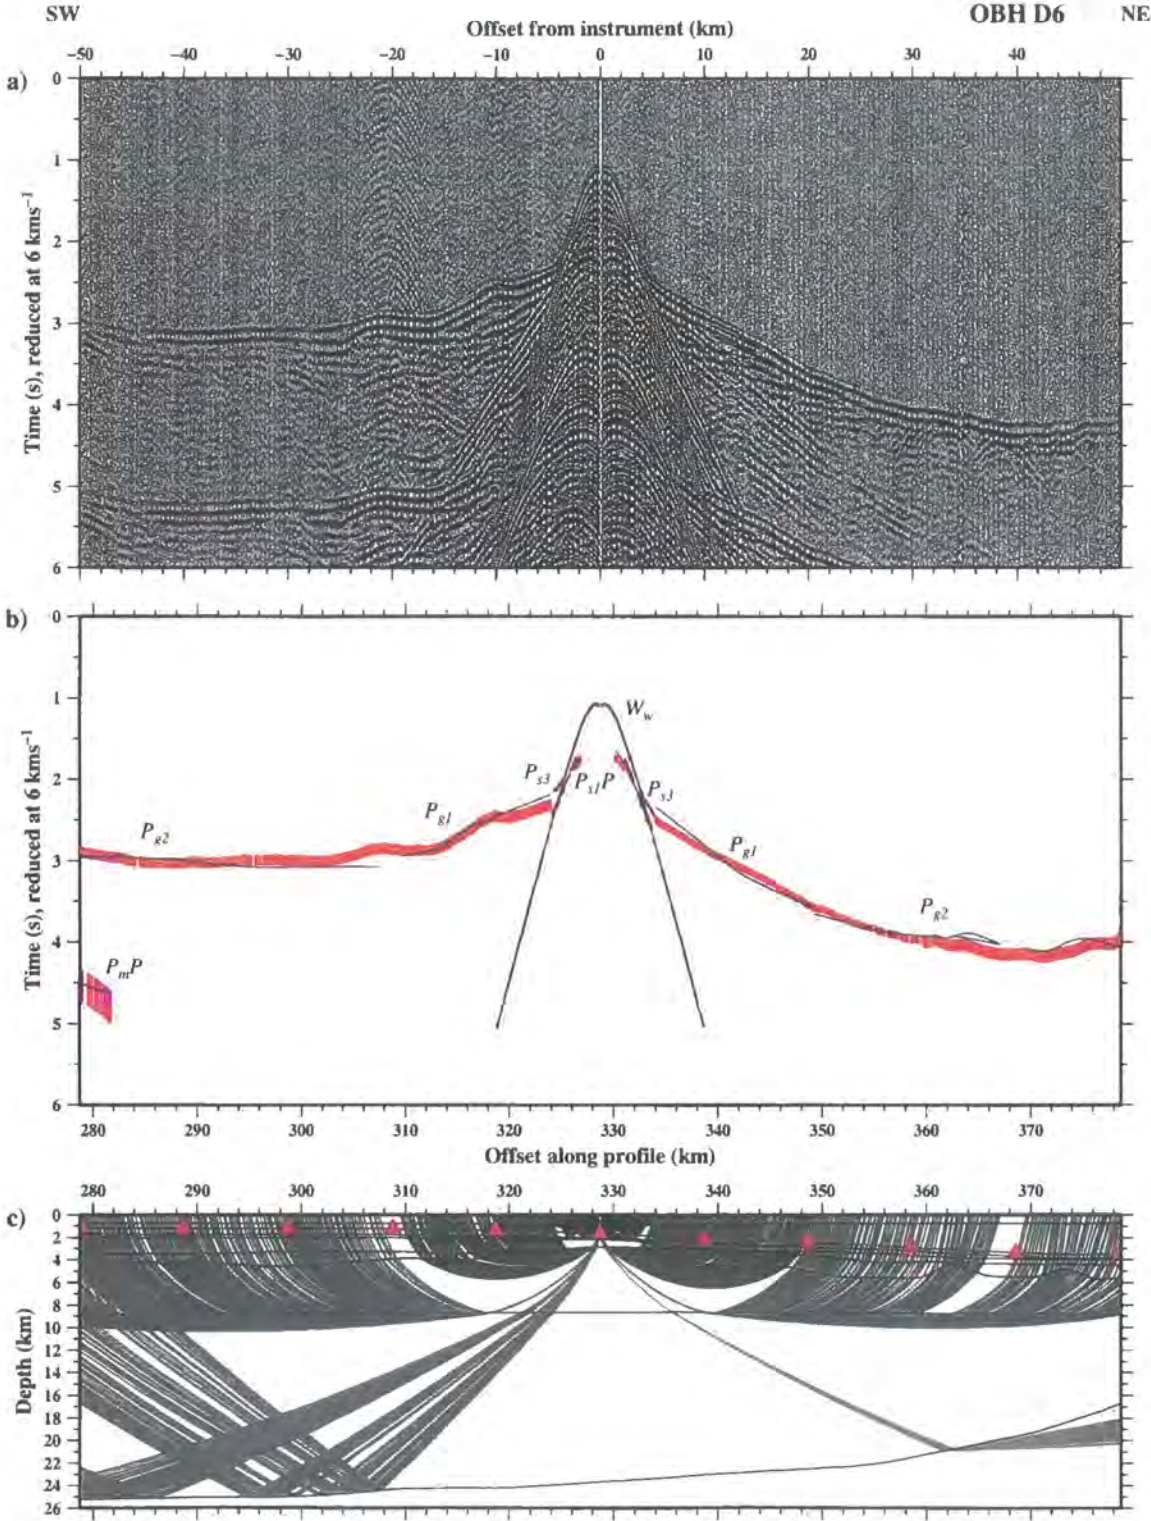 SW
Offset from instrument (km)
OBH D6
NE
−50 −40 −30 −20 −10 0 10 20 30 40
a)
0
1
2
3
4
5
6
Time (s), reduced at 6 kms⁻¹
b)
0
1
2
3
4
5
6
Time (s), reduced at 6 kms⁻¹
W_w
P_s3
P_s1P
P_s3
P_g1
P_g1
P_g2
P_g2
P_mP
280 290 300 310 320 330 340 350 360 370
Offset along profile (km)
280 290 300 310 320 330 340 350 360 370
c)
0
2
4
6
8
10
12
14
16
18
20
22
24
26
Depth (km)